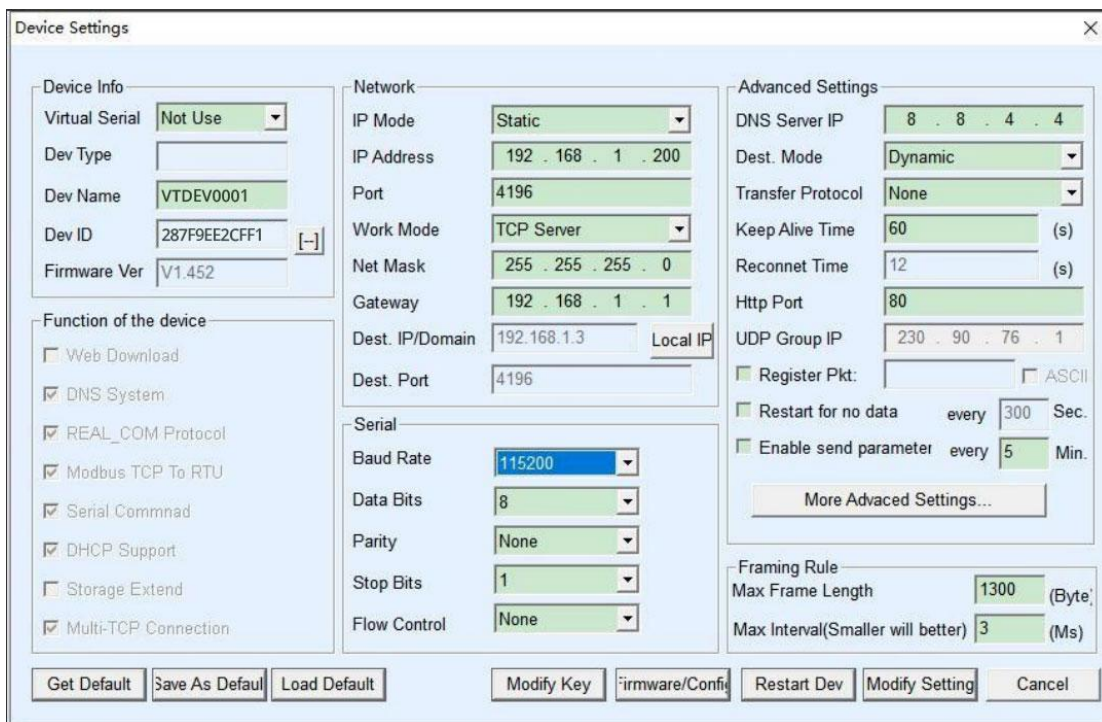 Device Settings
Device Info
Virtual Serial Not Use
Dev Type
Dev Name VTDEV0001
Dev ID 287F9EE2CFF1 [--]
Firmware Ver V1.452
Function of the device
Web Download
DNS System
REAL_COM Protocol
Modbus TCP To RTU
Serial Commnad
DHCP Support
Storage Extend
Multi-TCP Connection
Network
IP Mode Static
IP Address 192 . 168 . 1 . 200
Port 4196
Work Mode TCP Server
Net Mask 255 . 255 . 255 . 0
Gateway 192 . 168 . 1 . 1
Dest. IP/Domain 192.168.1.3 Local IP
Dest. Port 4196
Serial
Baud Rate 115200
Data Bits 8
Parity None
Stop Bits 1
Flow Control None
Advanced Settings
DNS Server IP 8 . 8 . 4 . 4
Dest. Mode Dynamic
Transfer Protocol None
Keep Alive Time 60 (s)
Reconnet Time 12 (s)
Http Port 80
UDP Group IP 230 . 90 . 76 . 1
Register Pkt: ASCII
Restart for no data every 300 Sec.
Enable send parameter every 5 Min.
More Advaced Settings...
Framing Rule
Max Frame Length 1300 (Byte)
Max Interval(Smaller will better) 3 (Ms)
Get Default Save As Defaul Load Default Modify Key Firmware/Config Restart Dev Modify Setting Cancel